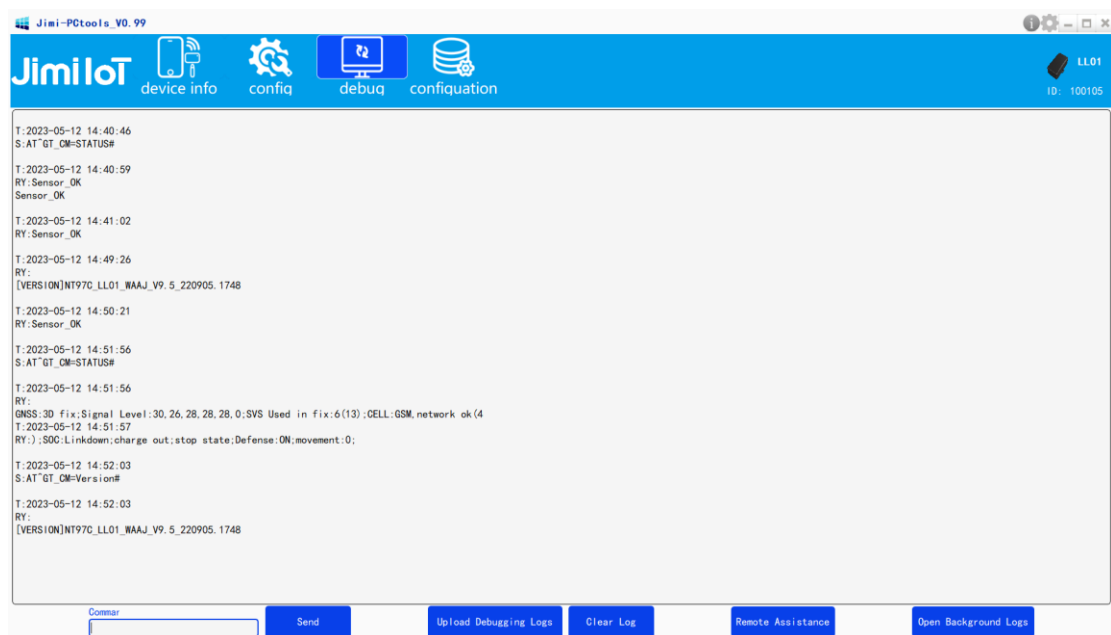 Jimi-PCtools_V0.99
JimiIoT
device info
config
debug
configuation
LL01
ID: 100105
T:2023-05-12 14:40:46
S:AT^GT_CM=STATUS#
T:2023-05-12 14:40:59
RY:Sensor_OK
Sensor_OK
T:2023-05-12 14:41:02
RY:Sensor_OK
T:2023-05-12 14:49:26
RY:
[VERSION]NT97C_LL01_WAAJ_V9.5_220905.1748
T:2023-05-12 14:50:21
RY:Sensor_OK
T:2023-05-12 14:51:56
S:AT^GT_CM=STATUS#
T:2023-05-12 14:51:56
RY:
GNSS:3D fix;Signal Level:30,26,28,28,28,0;SVS Used in fix:6(13);CELL:GSM,network ok(4
T:2023-05-12 14:51:57
RY:);SOC:Linkdown;charge out;stop state;Defense:ON;movement:0;
T:2023-05-12 14:52:03
S:AT^GT_CM=Version#
T:2023-05-12 14:52:03
RY:
[VERSION]NT97C_LL01_WAAJ_V9.5_220905.1748
Commar
Send
Upload Debugging Logs
Clear Log
Remote Assistance
Open Background Logs